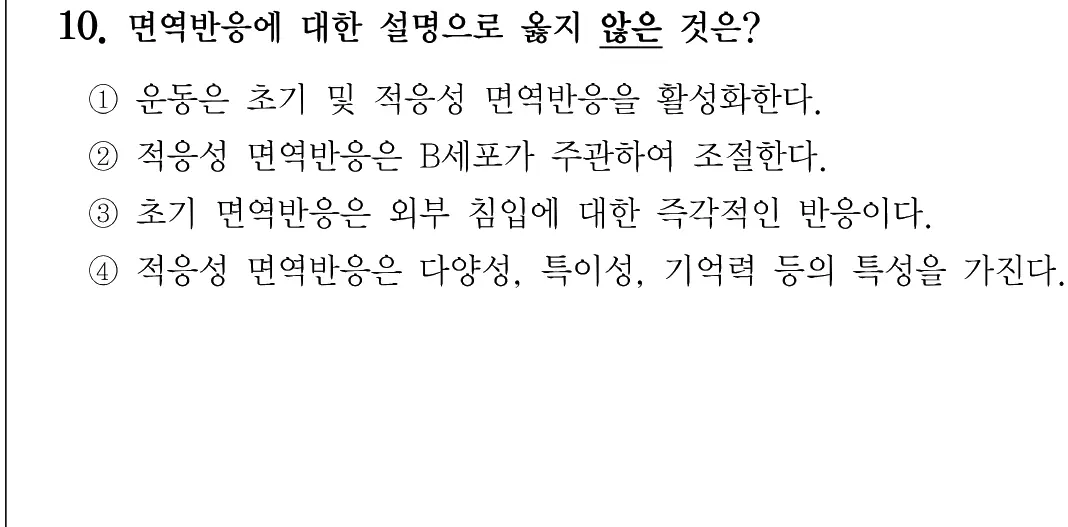 10. 면역반응에 대한 설명으로 옳지 않은 것은?
① 운동은 초기 및 적응성 면역반응을 활성화한다.
② 적응성 면역반응은 B세포가 주관하여 조절한다.
③ 초기 면역반응은 외부 침입에 대한 즉각적인 반응이다.
④ 적응성 면역반응은 다양성, 특이성, 기억력 등의 특성을 가진다.